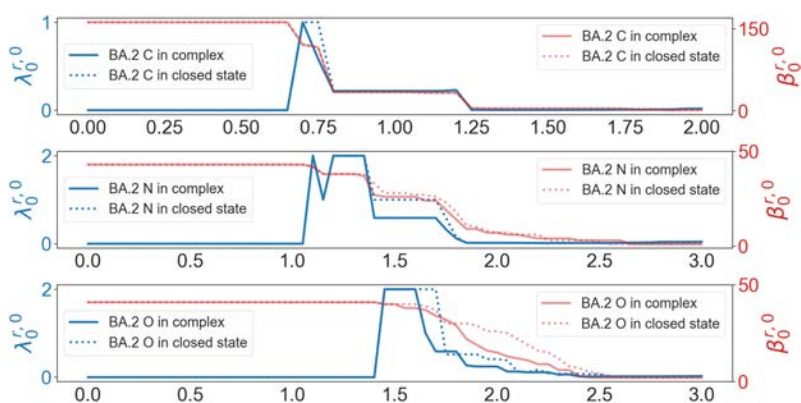 λ₀ʳ˒⁰
1
0
BA.2 C in complex
BA.2 C in closed state
BA.2 C in complex
BA.2 C in closed state
150
0
β₀ʳ˒⁰
0.00 0.25 0.50 0.75 1.00 1.25 1.50 1.75 2.00
λ₀ʳ˒⁰
2
0
BA.2 N in complex
BA.2 N in closed state
BA.2 N in complex
BA.2 N in closed state
50
0
β₀ʳ˒⁰
0.0 0.5 1.0 1.5 2.0 2.5 3.0
λ₀ʳ˒⁰
2
0
BA.2 O in complex
BA.2 O in closed state
BA.2 O in complex
BA.2 O in closed state
50
0
β₀ʳ˒⁰
0.0 0.5 1.0 1.5 2.0 2.5 3.0